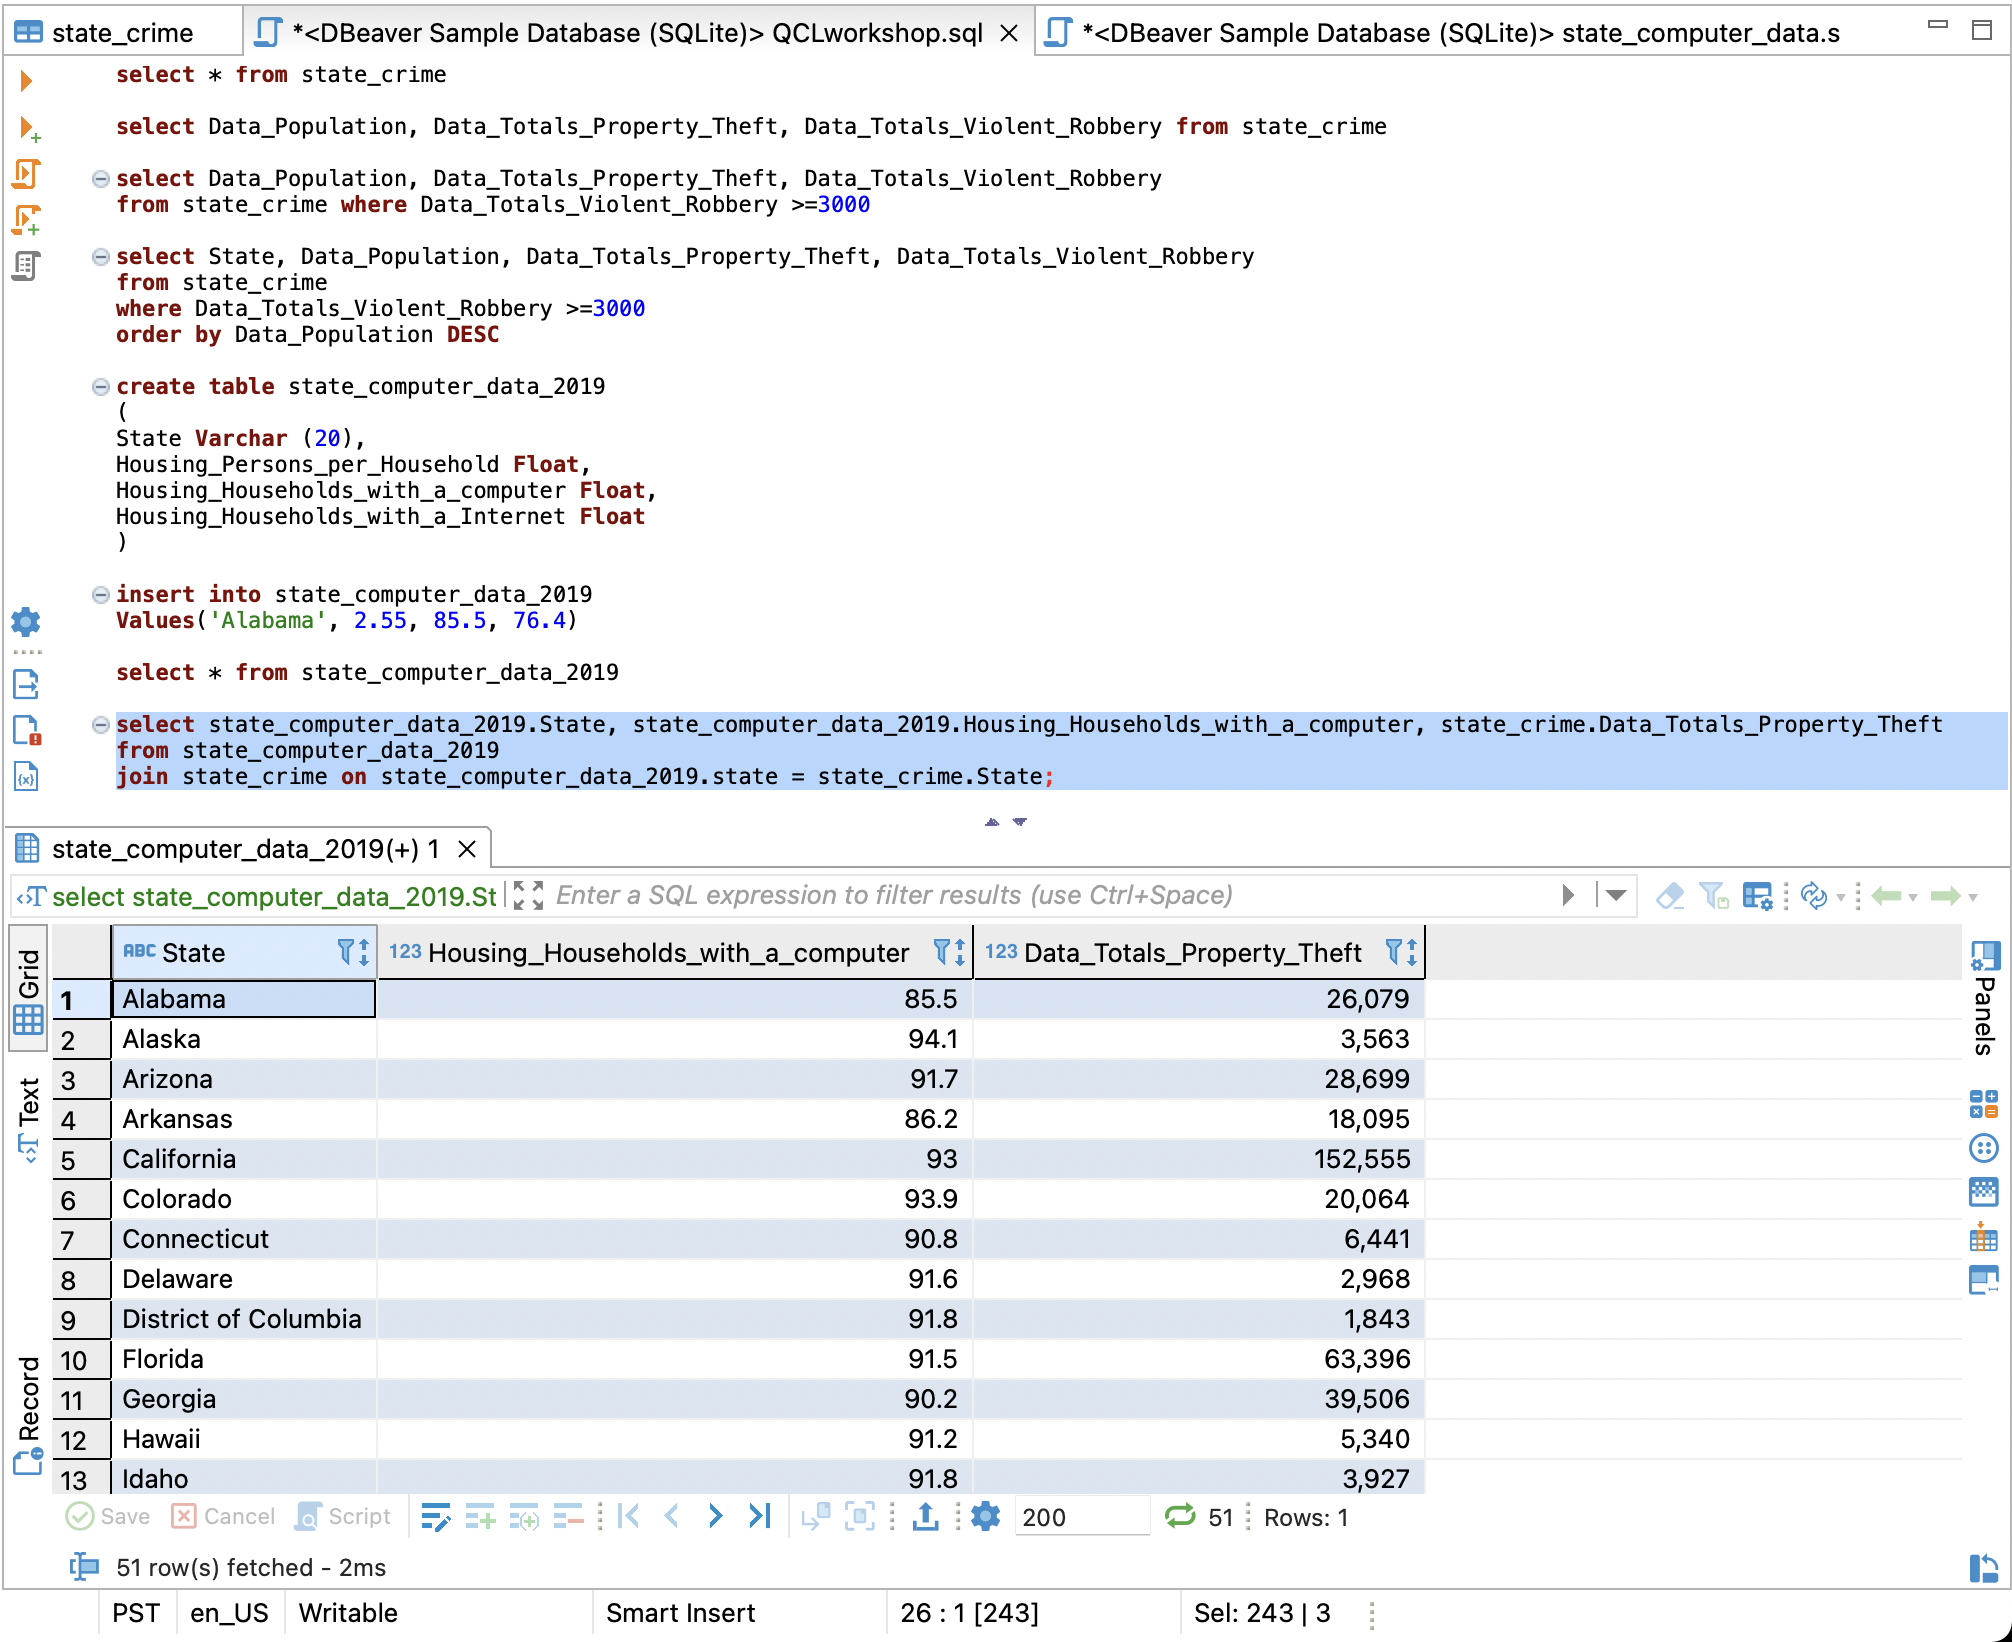 state_crime
*<DBeaver Sample Database (SQLite)> QCLworkshop.sql
*<DBeaver Sample Database (SQLite)> state_computer_data.s
select * from state_crime
select Data_Population, Data_Totals_Property_Theft, Data_Totals_Violent_Robbery from state_crime
select Data_Population, Data_Totals_Property_Theft, Data_Totals_Violent_Robbery
from state_crime where Data_Totals_Violent_Robbery >=3000
select State, Data_Population, Data_Totals_Property_Theft, Data_Totals_Violent_Robbery
from state_crime
where Data_Totals_Violent_Robbery >=3000
order by Data_Population DESC
create table state_computer_data_2019
(
State Varchar (20),
Housing_Persons_per_Household Float,
Housing_Households_with_a_computer Float,
Housing_Households_with_a_Internet Float
)
insert into state_computer_data_2019
Values('Alabama', 2.55, 85.5, 76.4)
select * from state_computer_data_2019
select state_computer_data_2019.State, state_computer_data_2019.Housing_Households_with_a_computer, state_crime.Data_Totals_Property_Theft
from state_computer_data_2019
join state_crime on state_computer_data_2019.state = state_crime.State;
state_computer_data_2019(+) 1
select state_computer_data_2019.St Enter a SQL expression to filter results (use Ctrl+Space)
Grid
Text
Record
Panels
ABC State 123 Housing_Households_with_a_computer 123 Data_Totals_Property_Theft
1 Alabama 85.5 26,079
2 Alaska 94.1 3,563
3 Arizona 91.7 28,699
4 Arkansas 86.2 18,095
5 California 93 152,555
6 Colorado 93.9 20,064
7 Connecticut 90.8 6,441
8 Delaware 91.6 2,968
9 District of Columbia 91.8 1,843
10 Florida 91.5 63,396
11 Georgia 90.2 39,506
12 Hawaii 91.2 5,340
13 Idaho 91.8 3,927
Save Cancel Script 200 51 Rows: 1
51 row(s) fetched - 2ms
PST en_US Writable Smart Insert 26 : 1 [243] Sel: 243 | 3